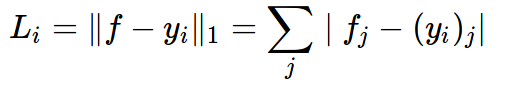 L_i = ‖f − y_i‖_1 = ∑_j | f_j − (y_i)_j|